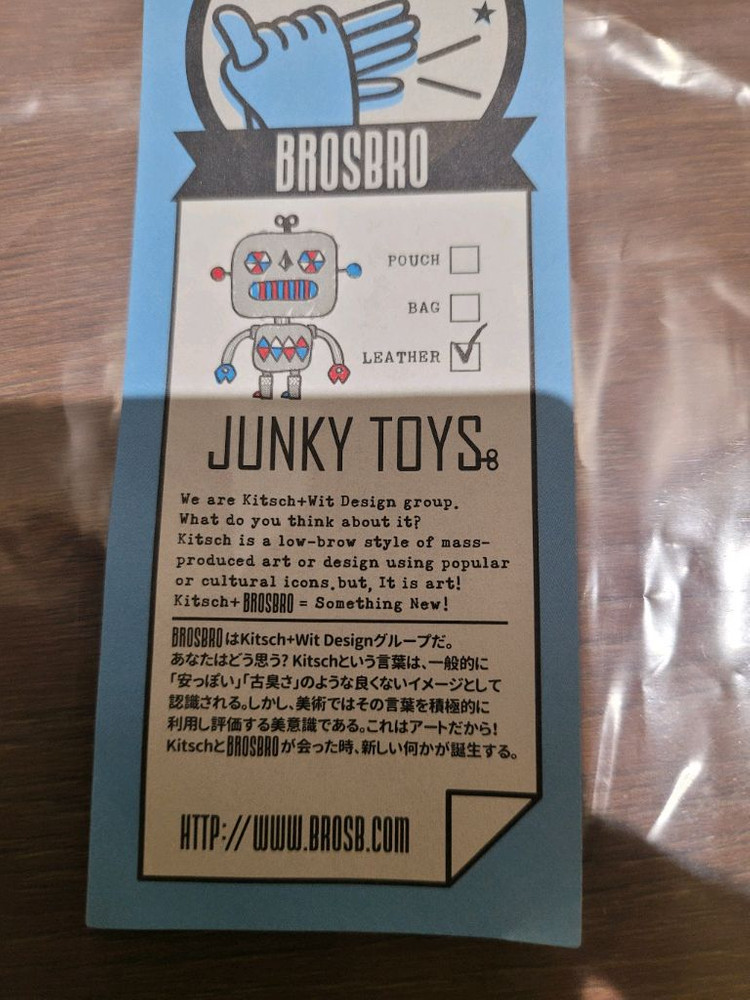 BROSBRO
POUCH
BAG
LEATHER
JUNKY TOYS
We are Kitsch+Wit Design group.
What do you think about it?
Kitsch is a low-brow style of mass-
produced art or design using popular
or cultural icons.but, It is art!
Kitsch+BROSBRO = Something New!
BROSBROはKitsch+Wit Designグループだ。
あなたはどう思う? Kitschという言葉は、一般的に
「安っぽい」「古臭さ」のような良くないイメージとして
認識される。しかし、美術ではその言葉を積極的に
利用し評価する美意識である。これはアートだから!
KitschとBROSBROが会った時、新しい何かが誕生する。
HTTP://WWW.BROSB.COM